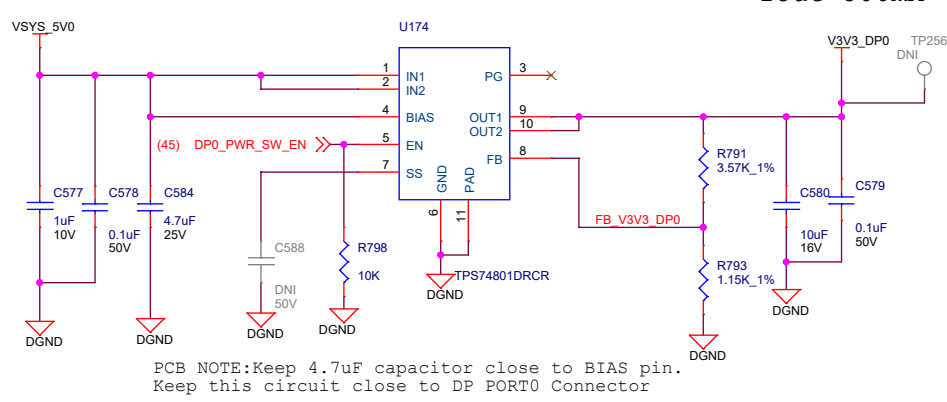 VSYS_5V0
U174
V3V3_DP0
TP256
DNI
1
IN1
2
IN2
PG
3
4
BIAS
OUT1
9
OUT2
10
(45) DP0_PWR_SW_EN
5
EN
FB
8
7
SS
GND
PAD
6
11
R791
3.57K_1%
C577
1uF
10V
C578
0.1uF
50V
C584
4.7uF
25V
C588
DNI
50V
R798
10K
FB_V3V3_DP0
C580
10uF
16V
C579
0.1uF
50V
R793
1.15K_1%
TPS74801DRCR
DGND
DGND
DGND
DGND
DGND
DGND
DGND
PCB NOTE:Keep 4.7uF capacitor close to BIAS pin.
Keep this circuit close to DP PORT0 Connector